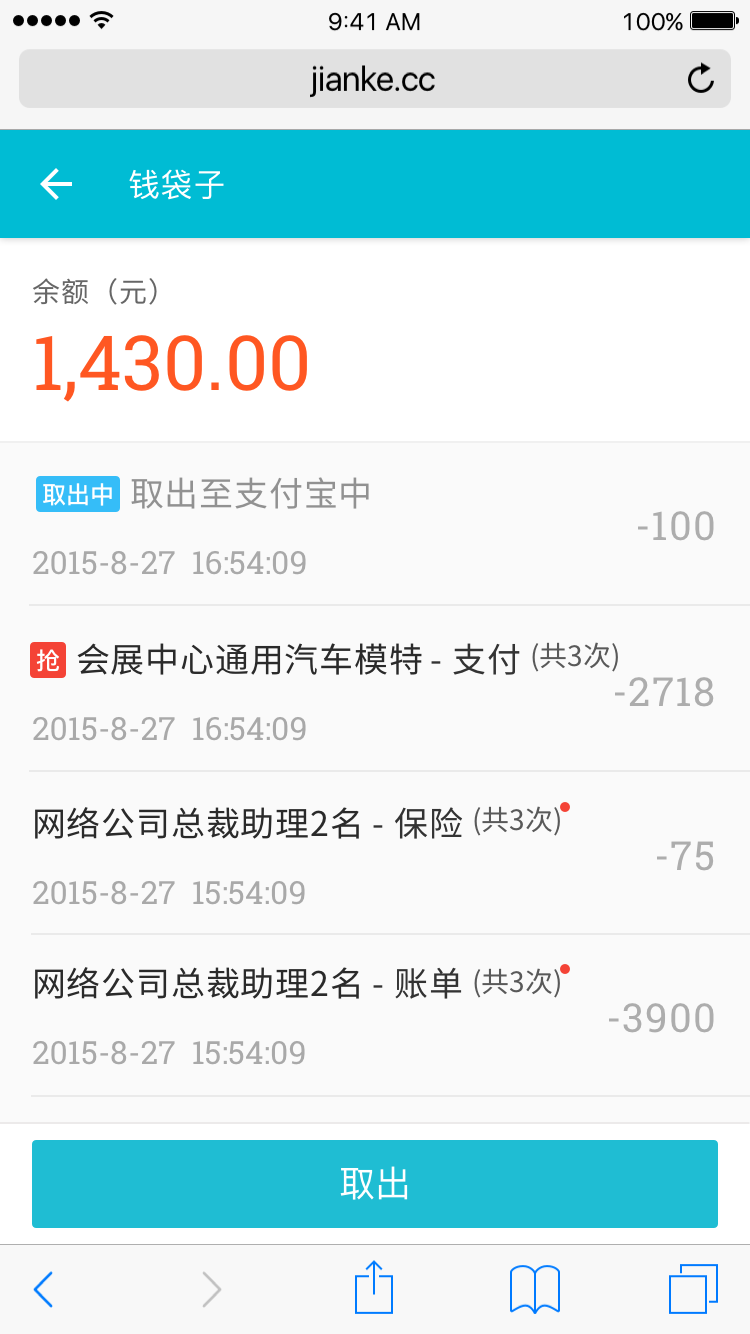 9:41 AM 100%
jianke.cc
钱袋子
余额（元）
1,430.00
取出中 取出至支付宝中
-100
2015-8-27 16:54:09
抢 会展中心通用汽车模特 - 支付 (共3次)
-2718
2015-8-27 16:54:09
网络公司总裁助理2名 - 保险 (共3次)
-75
2015-8-27 15:54:09
网络公司总裁助理2名 - 账单 (共3次)
-3900
2015-8-27 15:54:09
取出